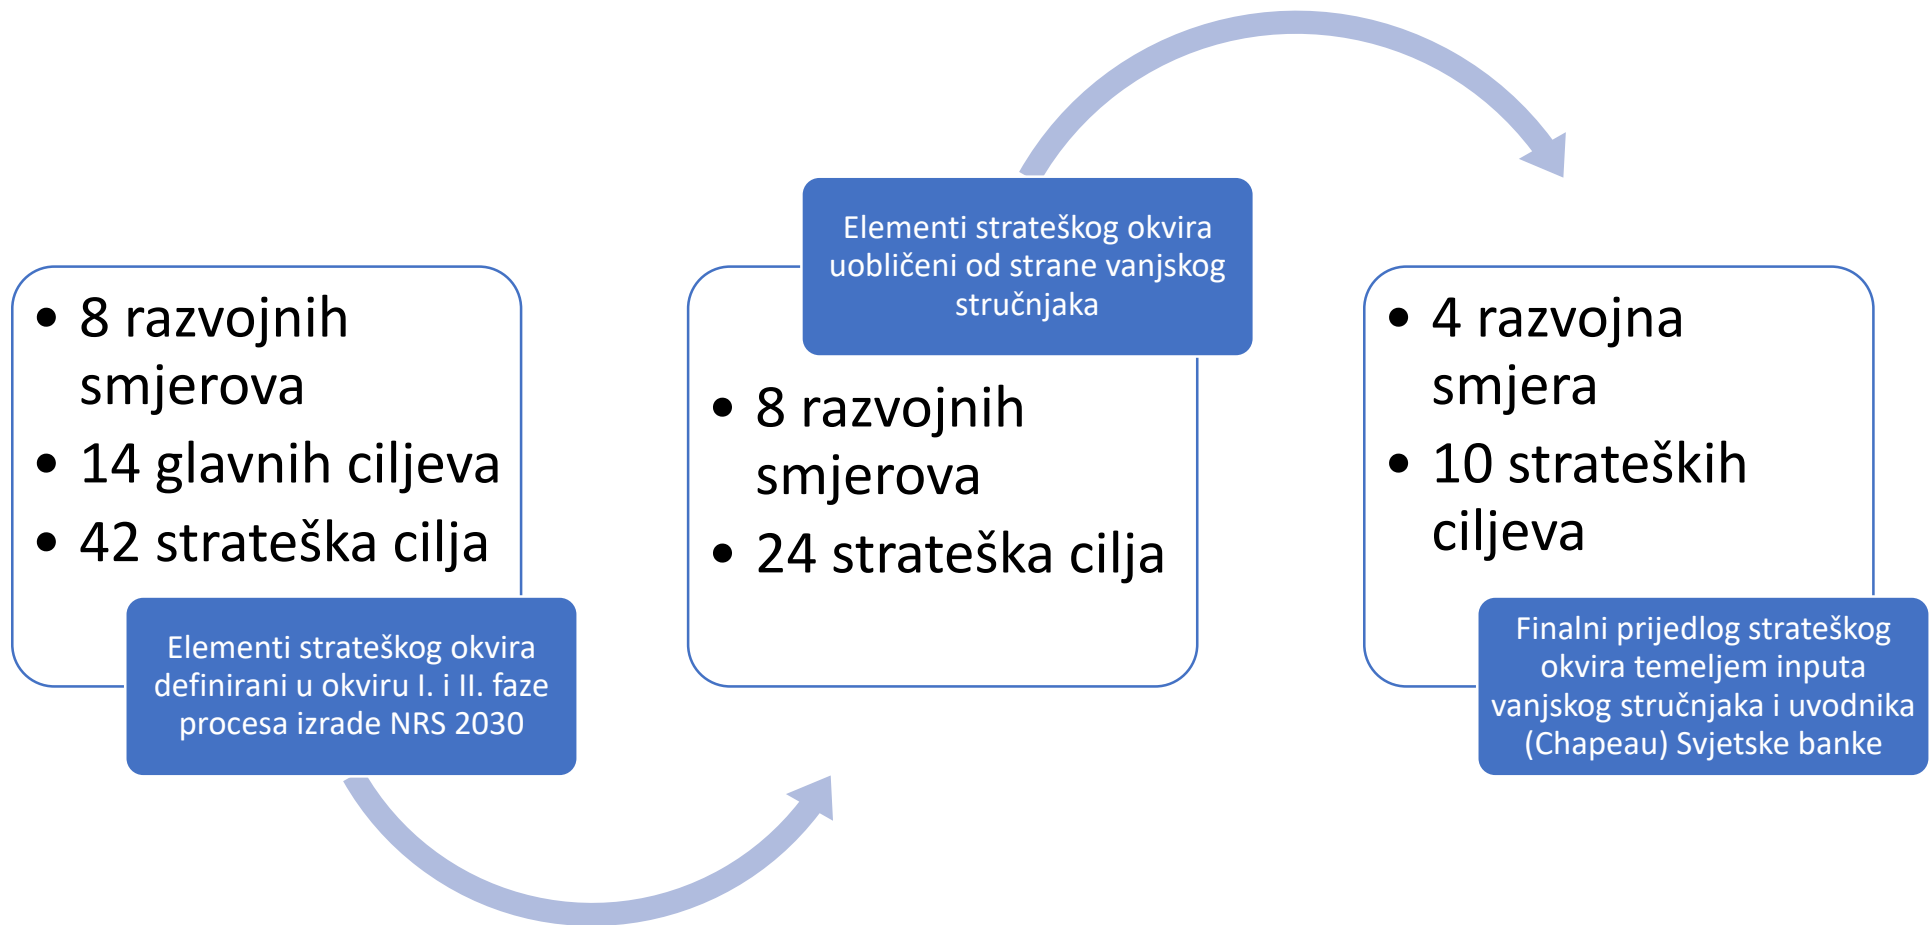 • 8 razvojnih
smjerova
• 14 glavnih ciljeva
• 42 strateška cilja
Elementi strateškog okvira
definirani u okviru I. i II. faze
procesa izrade NRS 2030
Elementi strateškog okvira
uobličeni od strane vanjskog
stručnjaka
• 8 razvojnih
smjerova
• 24 strateška cilja
• 4 razvojna
smjera
• 10 strateških
ciljeva
Finalni prijedlog strateškog
okvira temeljem inputa
vanjskog stručnjaka i uvodnika
(Chapeau) Svjetske banke